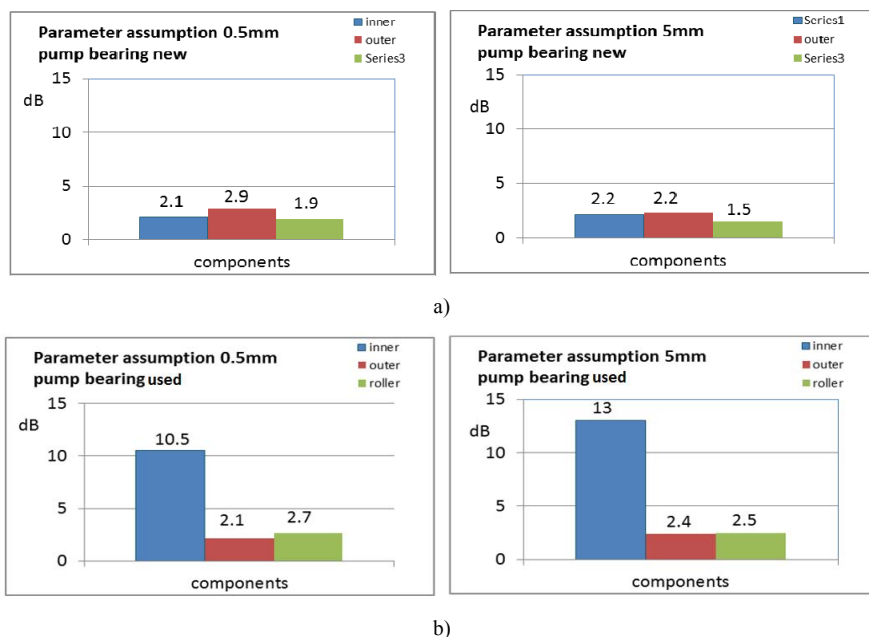 Parameter assumption 0.5mm
pump bearing new
inner
outer
Series3
15
dB
10
5
0
2.1
2.9
1.9
components
Parameter assumption 5mm
pump bearing new
Series1
outer
Series3
15
dB
10
5
0
2.2
2.2
1.5
components
a)
Parameter assumption 0.5mm
pump bearing used
inner
outer
roller
15
dB
10
5
0
10.5
2.1
2.7
components
Parameter assumption 5mm
pump bearing used
inner
outer
roller
15
dB
10
5
0
13
2.4
2.5
components
b)